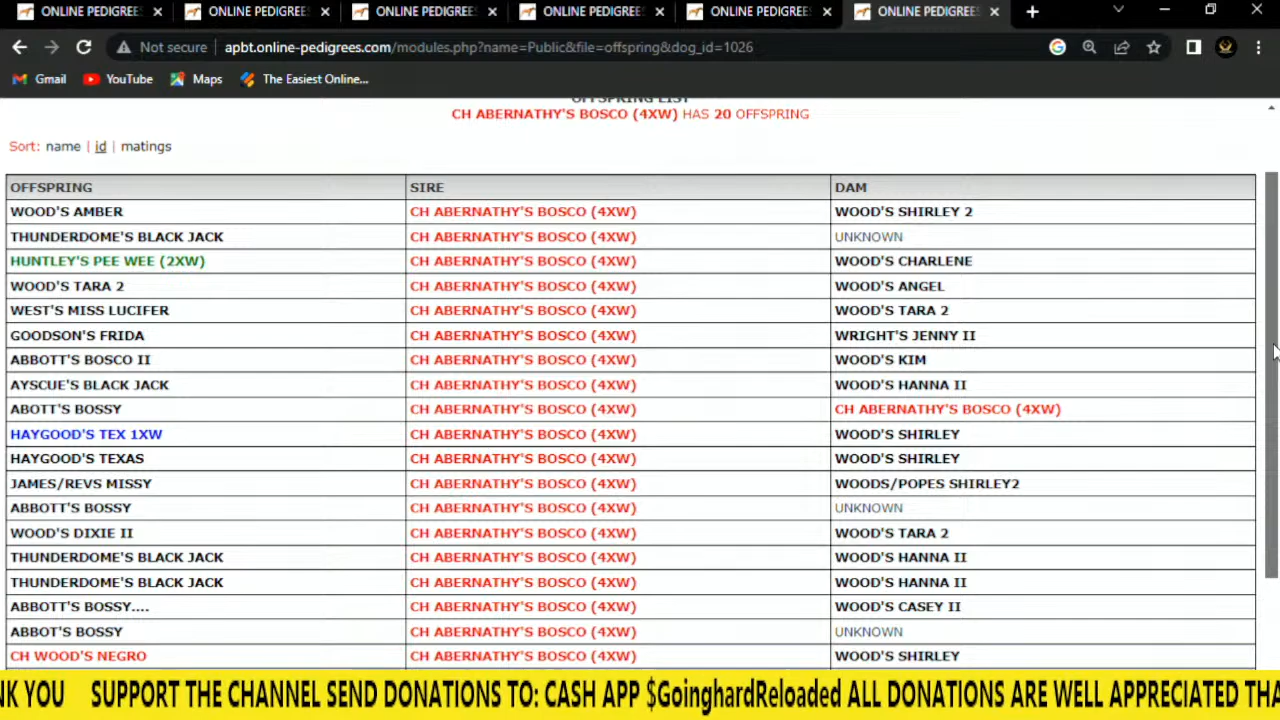 ONLINE PEDIGREES ONLINE PEDIGREES ONLINE PEDIGREES ONLINE PEDIGREES ONLINE PEDIGREES ONLINE PEDIGREES
Not secure apbt.online-pedigrees.com/modules.php?name=Public&file=offspring&dog_id=1026
Gmail YouTube Maps The Easiest Online...
OFFSPRING LIST
CH ABERNATHY'S BOSCO (4XW) HAS 20 OFFSPRING
Sort: name | id | matings
OFFSPRING SIRE DAM
WOOD'S AMBER CH ABERNATHY'S BOSCO (4XW) WOOD'S SHIRLEY 2
THUNDERDOME'S BLACK JACK CH ABERNATHY'S BOSCO (4XW) UNKNOWN
HUNTLEY'S PEE WEE (2XW) CH ABERNATHY'S BOSCO (4XW) WOOD'S CHARLENE
WOOD'S TARA 2 CH ABERNATHY'S BOSCO (4XW) WOOD'S ANGEL
WEST'S MISS LUCIFER CH ABERNATHY'S BOSCO (4XW) WOOD'S TARA 2
GOODSON'S FRIDA CH ABERNATHY'S BOSCO (4XW) WRIGHT'S JENNY II
ABBOTT'S BOSCO II CH ABERNATHY'S BOSCO (4XW) WOOD'S KIM
AYSCUE'S BLACK JACK CH ABERNATHY'S BOSCO (4XW) WOOD'S HANNA II
ABOTT'S BOSSY CH ABERNATHY'S BOSCO (4XW) CH ABERNATHY'S BOSCO (4XW)
HAYGOOD'S TEX 1XW CH ABERNATHY'S BOSCO (4XW) WOOD'S SHIRLEY
HAYGOOD'S TEXAS CH ABERNATHY'S BOSCO (4XW) WOOD'S SHIRLEY
JAMES/REVS MISSY CH ABERNATHY'S BOSCO (4XW) WOODS/POPES SHIRLEY2
ABBOTT'S BOSSY CH ABERNATHY'S BOSCO (4XW) UNKNOWN
WOOD'S DIXIE II CH ABERNATHY'S BOSCO (4XW) WOOD'S TARA 2
THUNDERDOME'S BLACK JACK CH ABERNATHY'S BOSCO (4XW) WOOD'S HANNA II
THUNDERDOME'S BLACK JACK CH ABERNATHY'S BOSCO (4XW) WOOD'S HANNA II
ABBOTT'S BOSSY.... CH ABERNATHY'S BOSCO (4XW) WOOD'S CASEY II
ABBOT'S BOSSY CH ABERNATHY'S BOSCO (4XW) UNKNOWN
CH WOOD'S NEGRO CH ABERNATHY'S BOSCO (4XW) WOOD'S SHIRLEY
NK YOU SUPPORT THE CHANNEL SEND DONATIONS TO: CASH APP $GoinghardReloaded ALL DONATIONS ARE WELL APPRECIATED THA